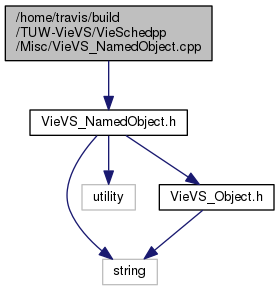 /home/travis/build
/TUW-VieVS/VieSchedpp
/Misc/VieVS_NamedObject.cpp
VieVS_NamedObject.h
utility
VieVS_Object.h
string